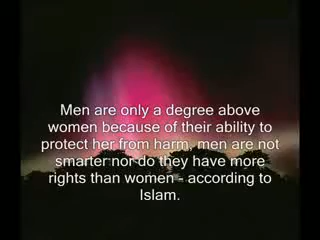 Men are only a degree above
women because of their ability to
protect her from harm, men are not
smarter nor do they have more
rights than women - according to
Islam.